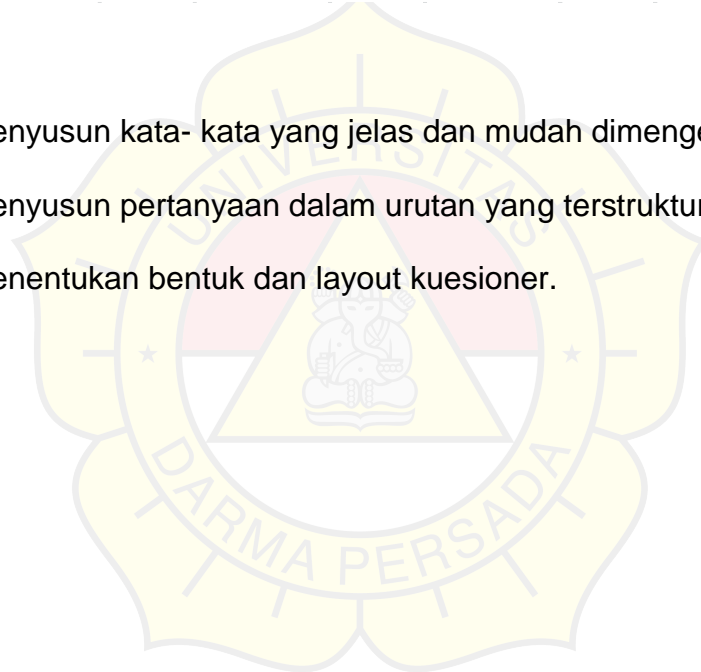 enyusun kata- kata yang jelas dan mudah dimenge
enyusun pertanyaan dalam urutan yang terstruktur
enentukan bentuk dan layout kuesioner.
UNIVERSITAS
DARMA PERSADA